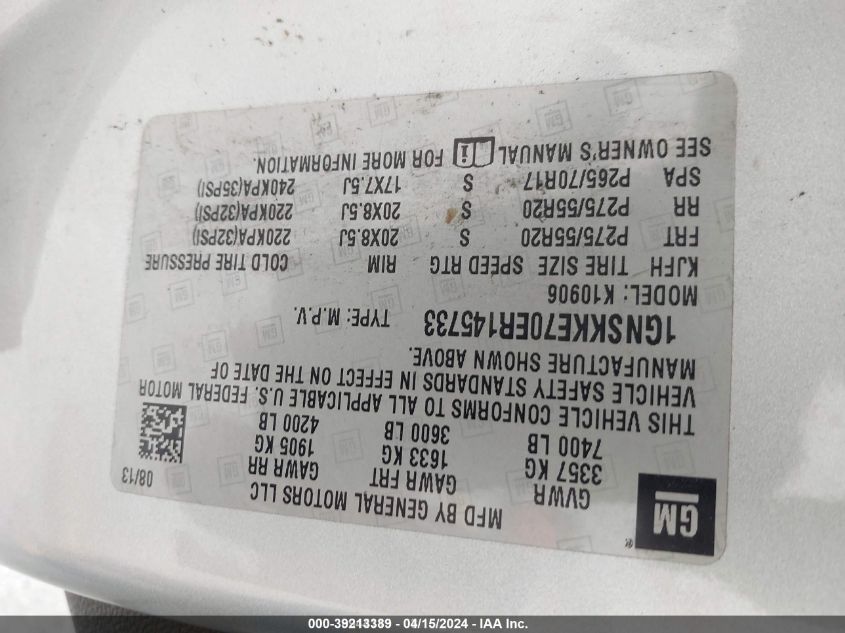 GM
®
MFD BY GENERAL MOTORS LLC
08/13
GVWR GAWR FRT GAWR RR
3357 KG 1633 KG 1905 KG
7400 LB 3600 LB 4200 LB
THIS VEHICLE CONFORMS TO ALL APPLICABLE U.S. FEDERAL MOTOR
VEHICLE SAFETY STANDARDS IN EFFECT ON THE DATE OF
MANUFACTURE SHOWN ABOVE.
1GNSKKE70ER145733 TYPE: M.P.V.
MODEL: K10906
KJFH TIRE SIZE SPEED RTG RIM COLD TIRE PRESSURE
FRT P275/55R20 S 20X8.5J 220KPA(32PSI)
RR P275/55R20 S 20X8.5J 220KPA(32PSI)
SPA P265/70R17 S 17X7.5J 240KPA(35PSI)
SEE OWNER'S MANUAL i FOR MORE INFORMATION.
000-39213389 - 04/15/2024 - IAA Inc.